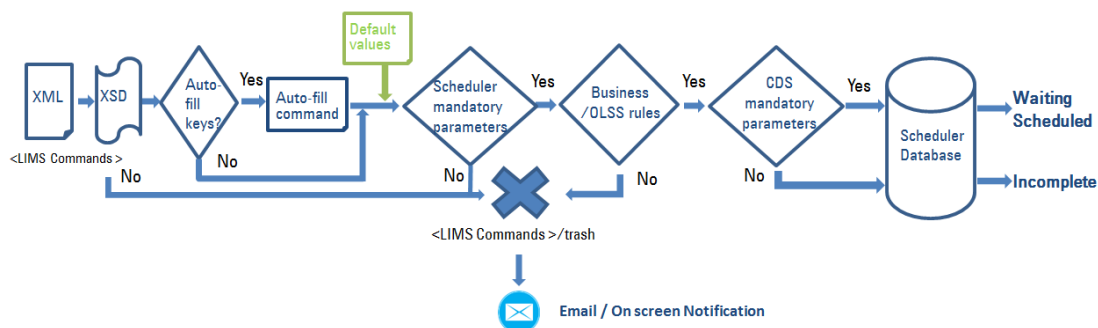 Default
values
XML
XSD
Auto-
fill
keys?
Yes
Auto-fill
command
No
Scheduler
mandatory
parameters
Yes
Business
/OLSS rules
Yes
CDS
mandatory
parameters
Yes
Scheduler
Database
Waiting
Scheduled
Incomplete
<LIMS Commands >
No
No
No
No
<LIMS Commands >/trash
Email / On screen Notification